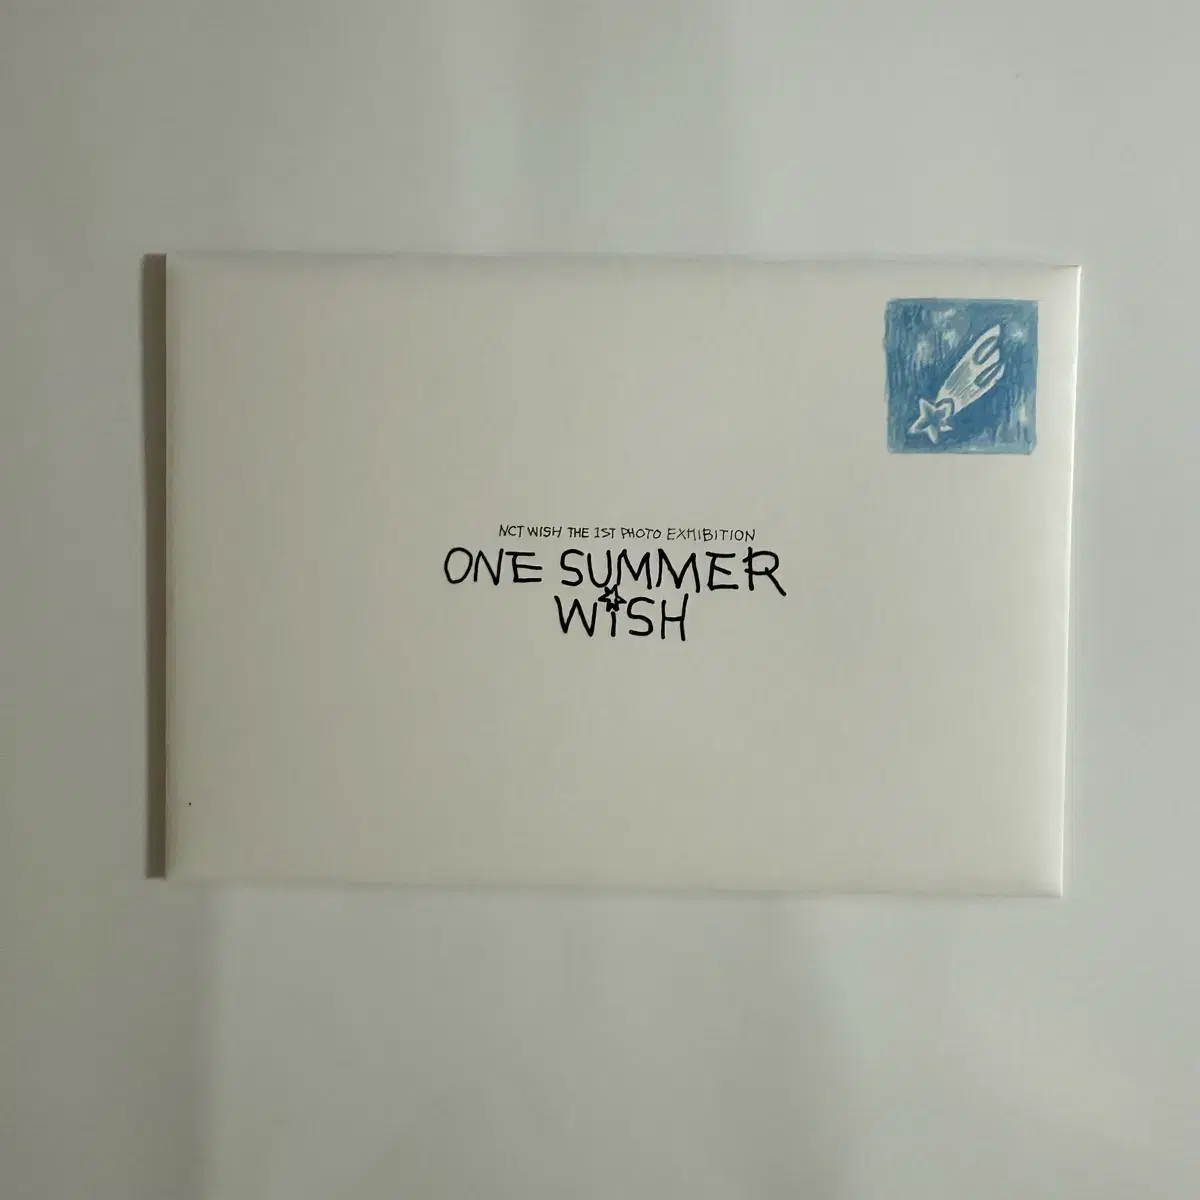 NCT WISH THE 1ST PHOTO EXHIBITION
ONE SUMMER
WiSH